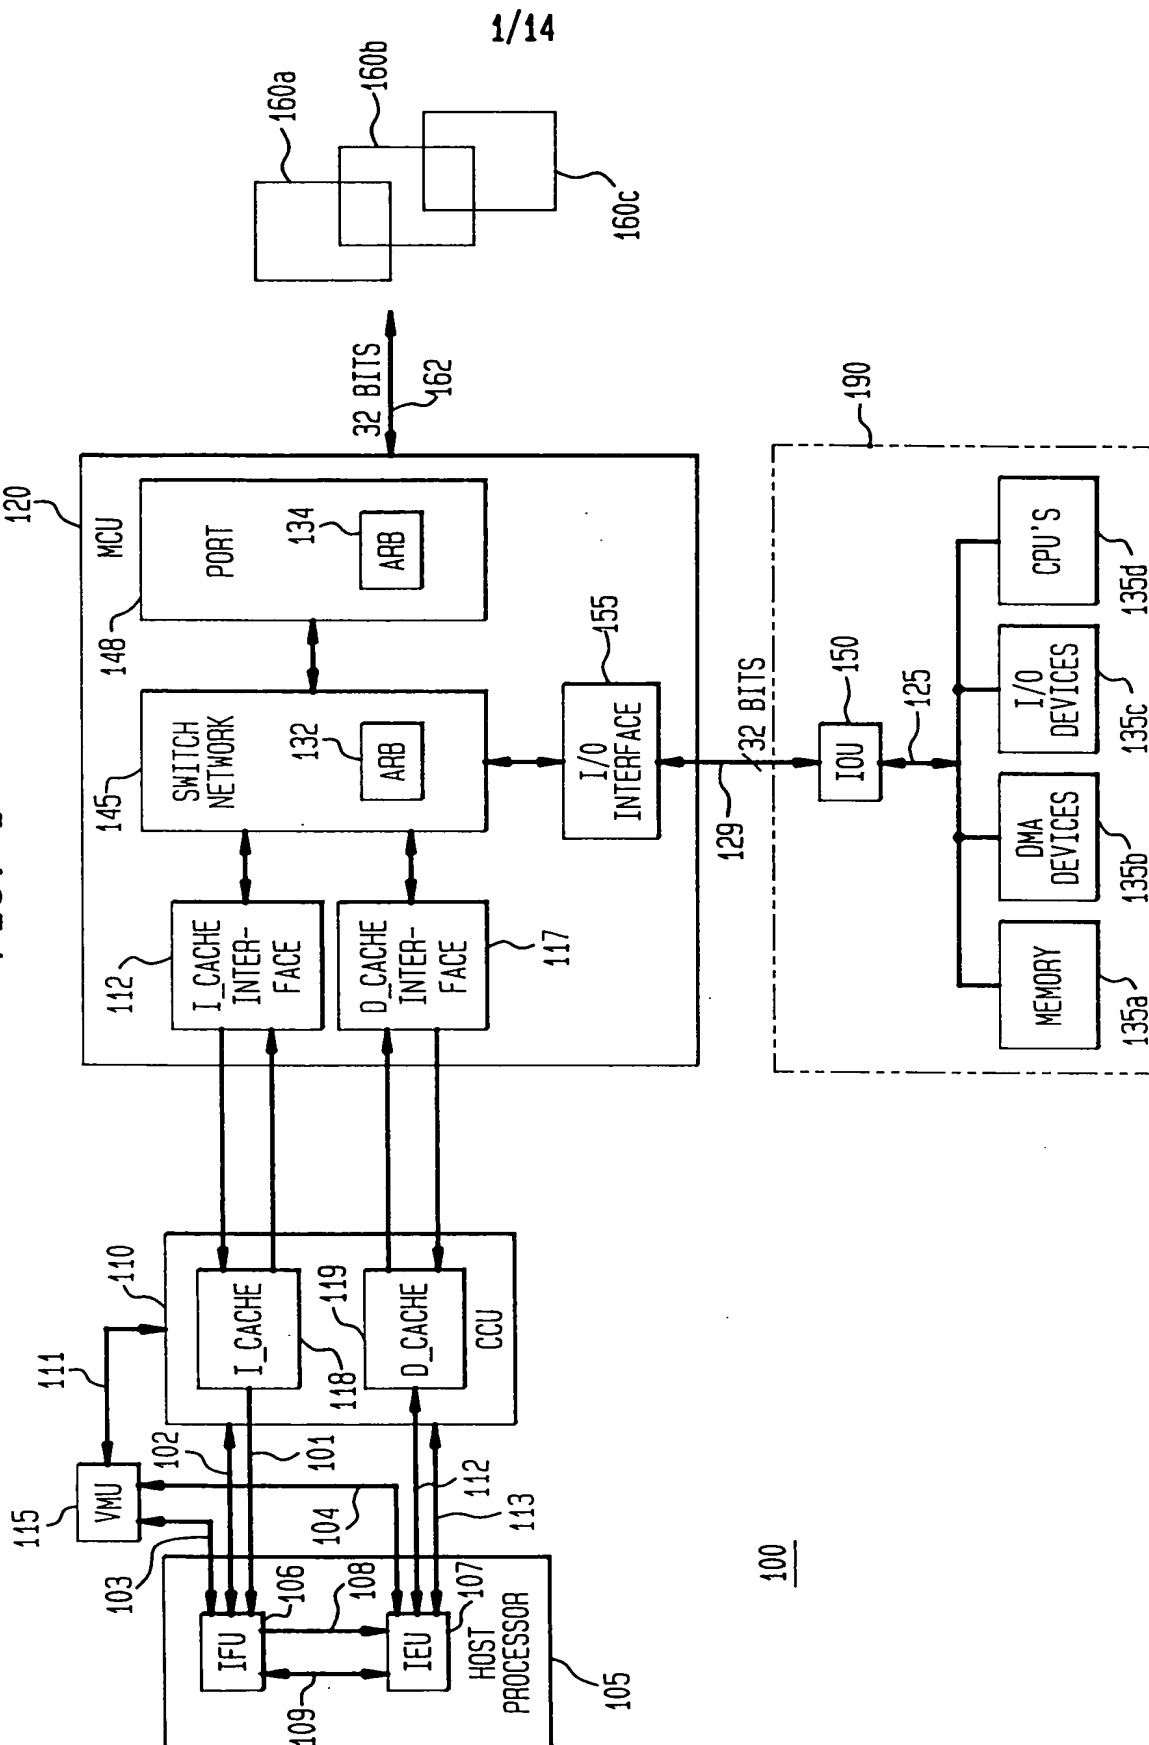 1/14
160a
160b
160c
32 BITS
162
120
MCU
148
PORT
134
ARB
145
SWITCH
NETWORK
132
ARB
155
I/O
INTERFACE
112
I_CACHE
INTER-
FACE
D_CACHE
INTER-
FACE
117
129
32 BITS
190
150
IOU
125
CPU'S
135d
I/O
DEVICES
135c
DMA
DEVICES
135b
MEMORY
135a
110
I_CACHE
118
119
D_CACHE
CCU
111
115
VMU
102
101
103
104
112
113
106
IFU
108
109
107
IEU
HOST
PROCESSOR
105
100